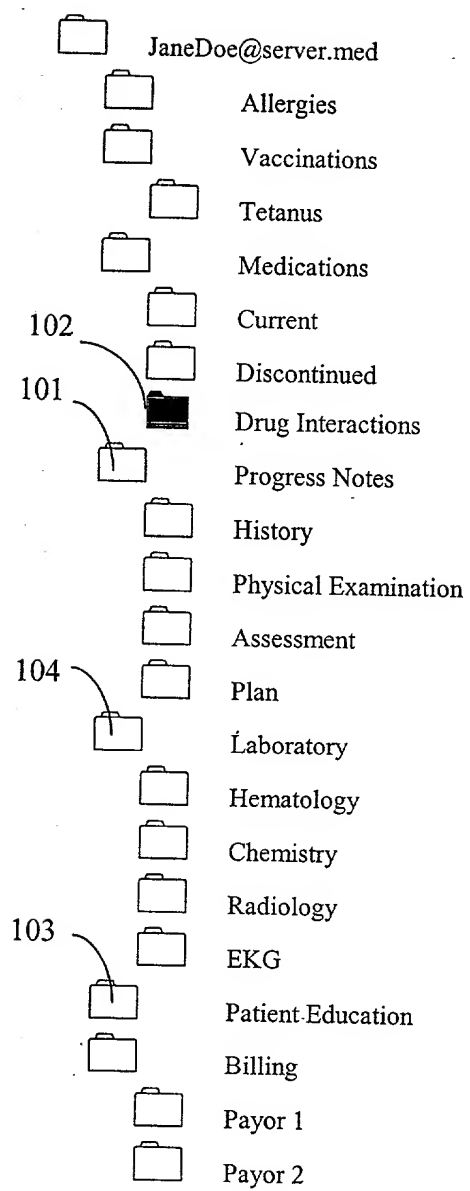 JaneDoe@server.med
Allergies
Vaccinations
Tetanus
Medications
Current
102
Discontinued
101
Drug Interactions
Progress Notes
History
Physical Examination
Assessment
104
Plan
Laboratory
Hematology
Chemistry
Radiology
103
EKG
Patient Education
Billing
Payor 1
Payor 2